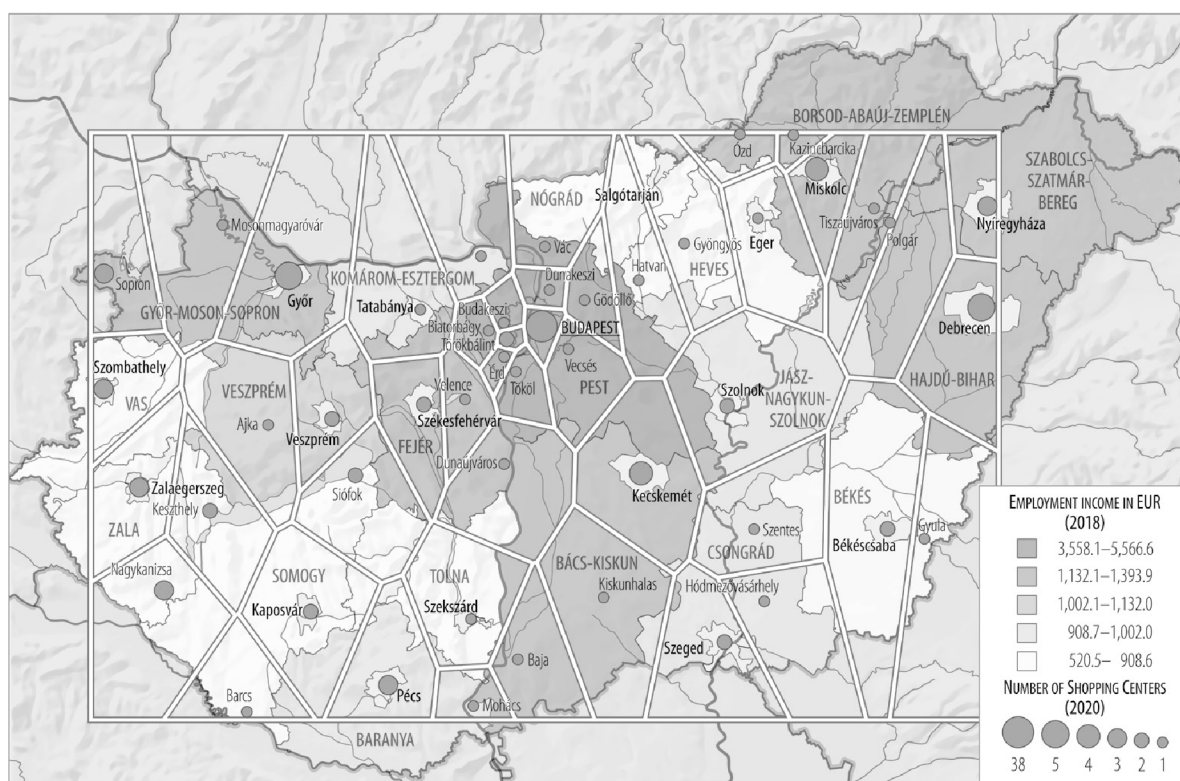 BORSOD-ABAÚJ-ZEMPLÉN
Ózd
Kazincbarcika
Miskolc
SZABOLCS-
SZATMÁR-
BEREG
NÓGRÁD
Salgótarján
Nyíregyháza
Tiszaújváros
Polgár
Mosonmagyaróvár
Eger
Gyöngyös
HEVES
Vác
Hatvan
Sopron
KOMÁROM-ESZTERGOM
Dunakeszi
Győr
Gödöllő
GYŐR-MOSON-SOPRON
Tatabánya
Budakeszi
Debrecen
Biatorbágy
BUDAPEST
Törökbálint
Vecsés
Szombathely
Érd
Tököl
PEST
HAJDÚ-BIHAR
VESZPRÉM
Velence
JÁSZ-
NAGYKUN-
SZOLNOK
VAS
Szolnok
Ajka
Székesfehérvár
Veszprém
FEJÉR
Dunaújváros
Zalaegerszeg
Siófok
Kecskemét
Keszthely
BÉKÉS
ZALA
Szentes
Békéscsaba
Gyula
CSONGRÁD
Nagykanizsa
SOMOGY
TOLNA
BÁCS-KISKUN
Kiskunhalas
Hódmezővásárhely
Kaposvár
Szekszárd
Szeged
Baja
Barcs
Pécs
Mohács
BARANYA
EMPLOYMENT INCOME IN EUR
(2018)
3,558.1–5,566.6
1,132.1–1,393.9
1,002.1–1,132.0
908.7–1,002.0
520.5– 908.6
NUMBER OF SHOPPING CENTERS
(2020)
38 5 4 3 2 1